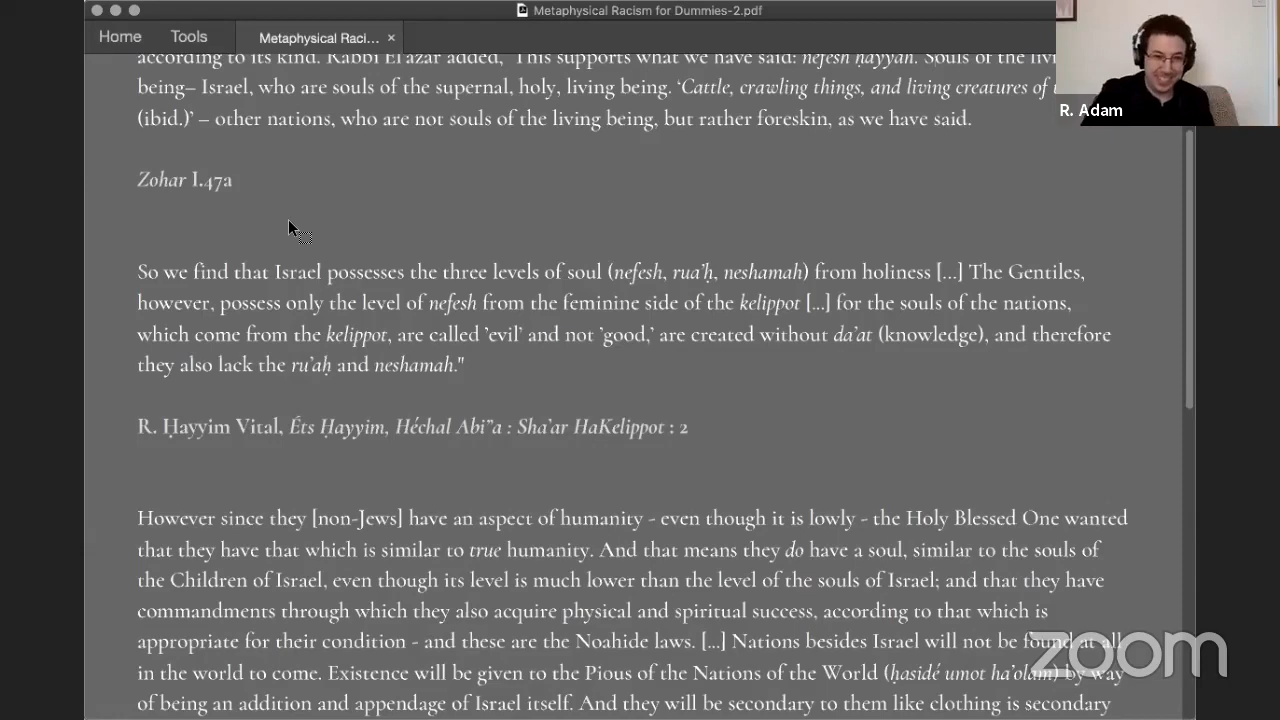 Metaphysical Racism for Dummies-2.pdf
Home
Tools
Metaphysical Raci...
×
according to its kind. Rabbi El'azar added, 'This supports what we have said: nefesh ḥayyah. Souls of the
being– Israel, who are souls of the supernal, holy, living being. 'Cattle, crawling things, and living creatures of
(ibid.)' – other nations, who are not souls of the living being, but rather foreskin, as we have said.
R. Adam
Zohar I.47a
So we find that Israel possesses the three levels of soul (nefesh, rua'ḥ, neshamah) from holiness [...] The Gentiles,
however, possess only the level of nefesh from the feminine side of the kelippot [...] for the souls of the nations,
which come from the kelippot, are called 'evil' and not 'good,' are created without da'at (knowledge), and therefore
they also lack the ru'aḥ and neshamah."
R. Ḥayyim Vital, Éts Ḥayyim, Héchal Abi"a : Sha'ar HaKelippot : 2
However since they [non-Jews] have an aspect of humanity - even though it is lowly - the Holy Blessed One wanted
that they have that which is similar to true humanity. And that means they do have a soul, similar to the souls of
the Children of Israel, even though its level is much lower than the level of the souls of Israel; and that they have
commandments through which they also acquire physical and spiritual success, according to that which is
appropriate for their condition - and these are the Noahide laws. [...] Nations besides Israel will not be found at all
in the world to come. Existence will be given to the Pious of the Nations of the World (ḥasidé umot ha'olam) by way
of being an addition and appendage of Israel itself. And they will be secondary to them like clothing is secondary
zoom